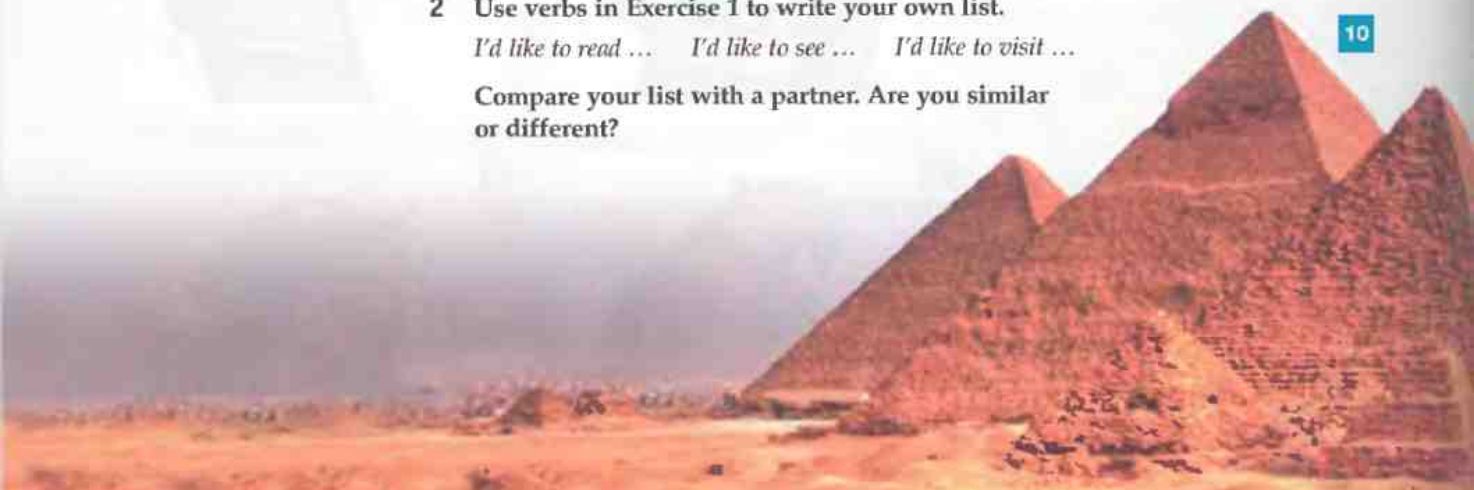 2 Use verbs in Exercise 1 to write your own list.
I'd like to read ... I'd like to see ... I'd like to visit ...
10
Compare your list with a partner. Are you similar
or different?